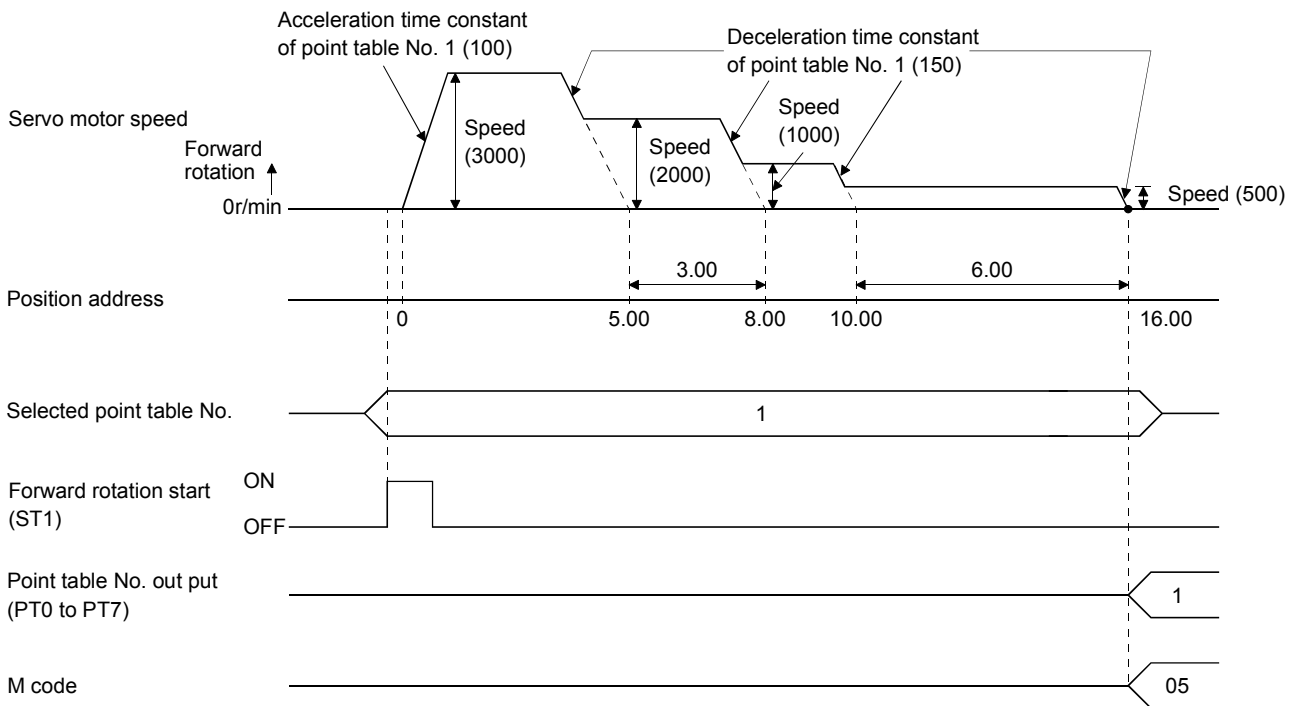 Acceleration time constant
of point table No. 1 (100)
Deceleration time constant
of point table No. 1 (150)
Servo motor speed
Forward
rotation
0r/min
Speed
(3000)
Speed
(2000)
Speed
(1000)
Speed (500)
3.00
6.00
Position address
0
5.00
8.00
10.00
16.00
Selected point table No.
1
Forward rotation start
(ST1)
ON
OFF
Point table No. out put
(PT0 to PT7)
1
M code
05